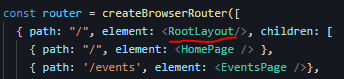 const router = createBrowserRouter([
{ path: "/", element: <RootLayout/>, children: [
{ path: "/", element: <HomePage /> },
{ path: '/events', element: <EventsPage />},